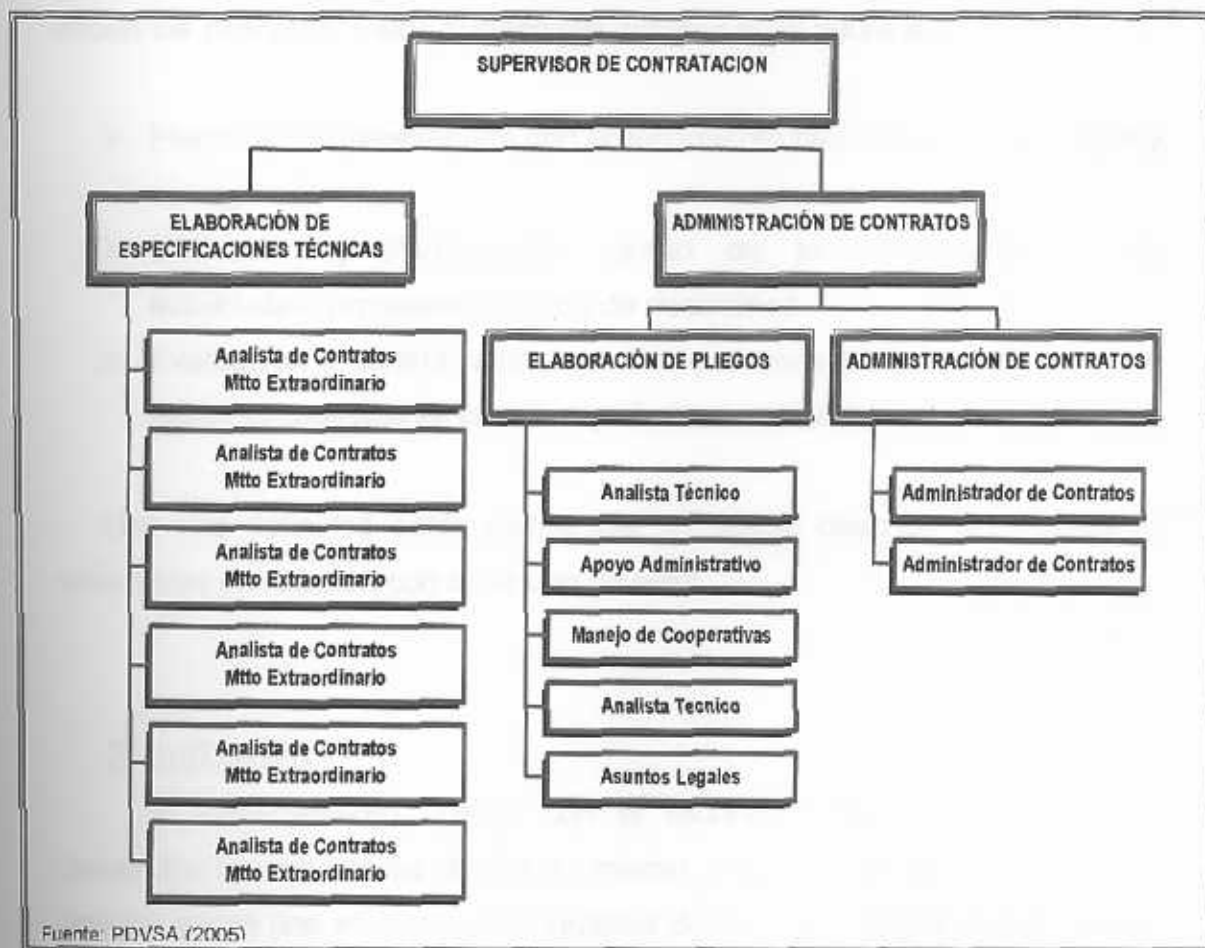 SUPERVISOR DE CONTRATACION
ELABORACIÓN DE
ESPECIFICACIONES TÉCNICAS
ADMINISTRACIÓN DE CONTRATOS
Analista de Contratos
Mtto Extraordinario
Analista de Contratos
Mtto Extraordinario
Analista de Contratos
Mtto Extraordinario
Analista de Contratos
Mtto Extraordinario
Analista de Contratos
Mtto Extraordinario
Analista de Contratos
Mtto Extraordinario
ELABORACIÓN DE PLIEGOS
Analista Técnico
Apoyo Administrativo
Manejo de Cooperativas
Analista Tecnico
Asuntos Legales
ADMINISTRACIÓN DE CONTRATOS
Administrador de Contratos
Administrador de Contratos
Fuente: PDVSA (2005)